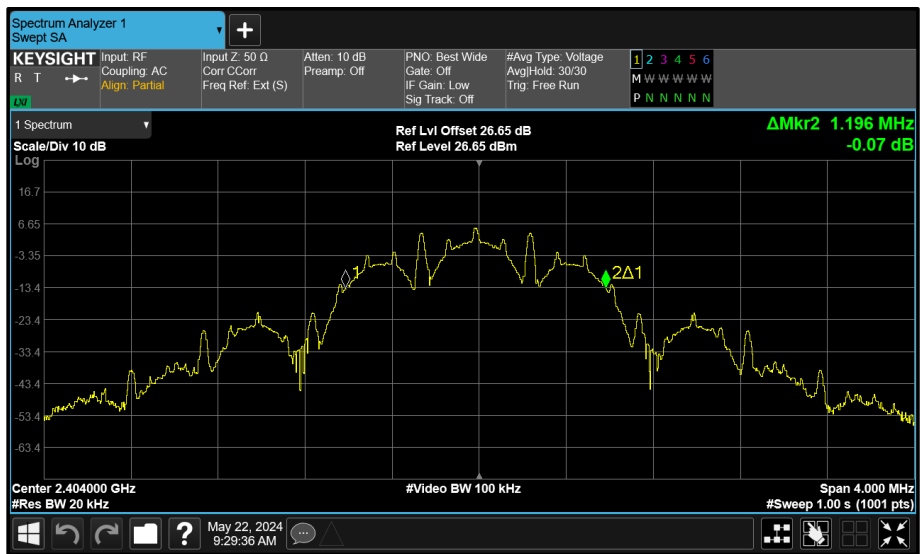 Spectrum Analyzer 1
Swept SA
KEYSIGHT
R T
LXI
Input: RF
Coupling: AC
Align: Partial
Input Z: 50 Ω
Corr CCorr
Freq Ref: Ext (S)
Atten: 10 dB
Preamp: Off
PNO: Best Wide
Gate: Off
IF Gain: Low
Sig Track: Off
#Avg Type: Voltage
Avg|Hold: 30/30
Trig: Free Run
1 2 3 4 5 6
M W W W W W
P N N N N N
1 Spectrum
Scale/Div 10 dB
Ref Lvl Offset 26.65 dB
Ref Level 26.65 dBm
ΔMkr2 1.196 MHz
-0.07 dB
Log
16.7
6.65
-3.35
-13.4
-23.4
-33.4
-43.4
-53.4
-63.4
1
2Δ1
Center 2.404000 GHz
#Res BW 20 kHz
#Video BW 100 kHz
Span 4.000 MHz
#Sweep 1.00 s (1001 pts)
?
May 22, 2024
9:29:36 AM